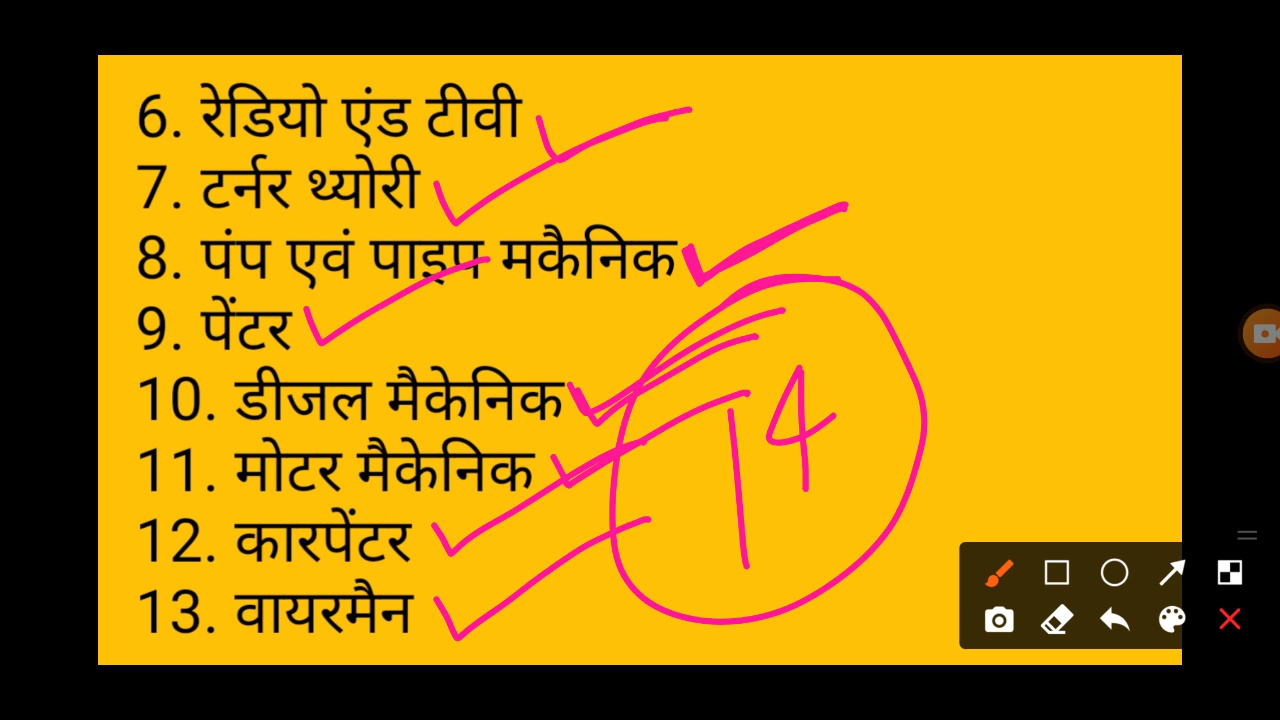 6. रेडियो एंड टीवी
7. टर्नर थ्योरी
8. पंप एवं पाइप मकैनिक
9. पेंटर
10. डीजल मैकेनिक
11. मोटर मैकेनिक
12. कारपेंटर
13. वायरमैन
14